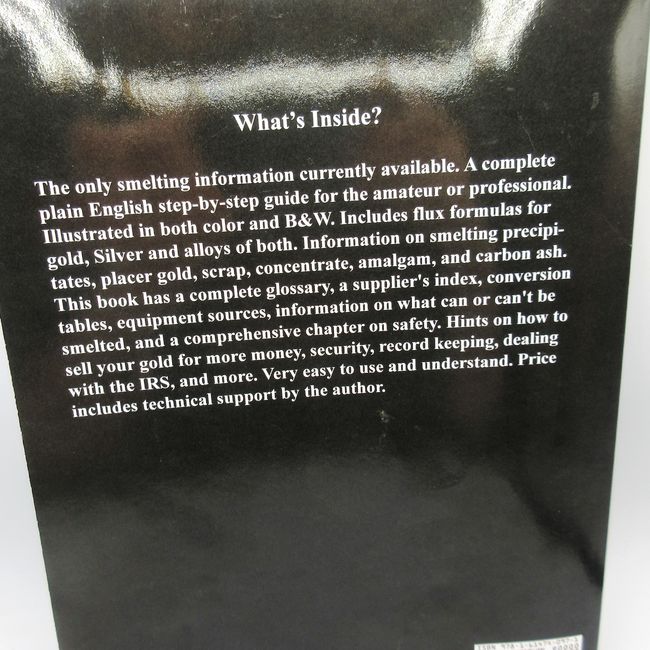 What's Inside?
The only smelting information currently available. A complete
plain English step-by-step guide for the amateur or professional.
Illustrated in both color and B&W. Includes flux formulas for
gold, Silver and alloys of both. Information on smelting precipi-
tates, placer gold, scrap, concentrate, amalgam, and carbon ash.
This book has a complete glossary, a supplier's index, conversion
tables, equipment sources, information on what can or can't be
smelted, and a comprehensive chapter on safety. Hints on how to
sell your gold for more money, security, record keeping, dealing
with the IRS, and more. Very easy to use and understand. Price
includes technical support by the author.
ISBN